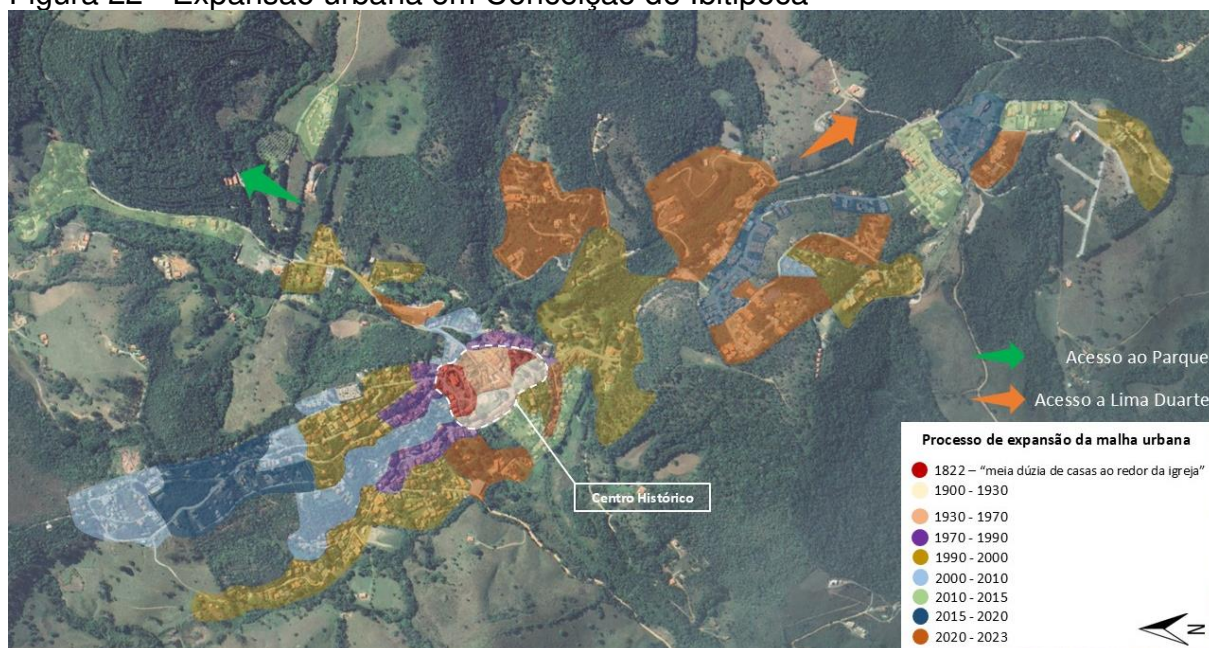 Figura 22 - Expansão urbana em Conceição do Ibitipoca
Acesso ao Parque
Acesso a Lima Duarte
Processo de expansão da malha urbana
1822 – “meia dúzia de casas ao redor da igreja”
1900 - 1930
1930 - 1970
1970 - 1990
1990 - 2000
2000 - 2010
2010 - 2015
2015 - 2020
2020 - 2023
Centro Histórico
N